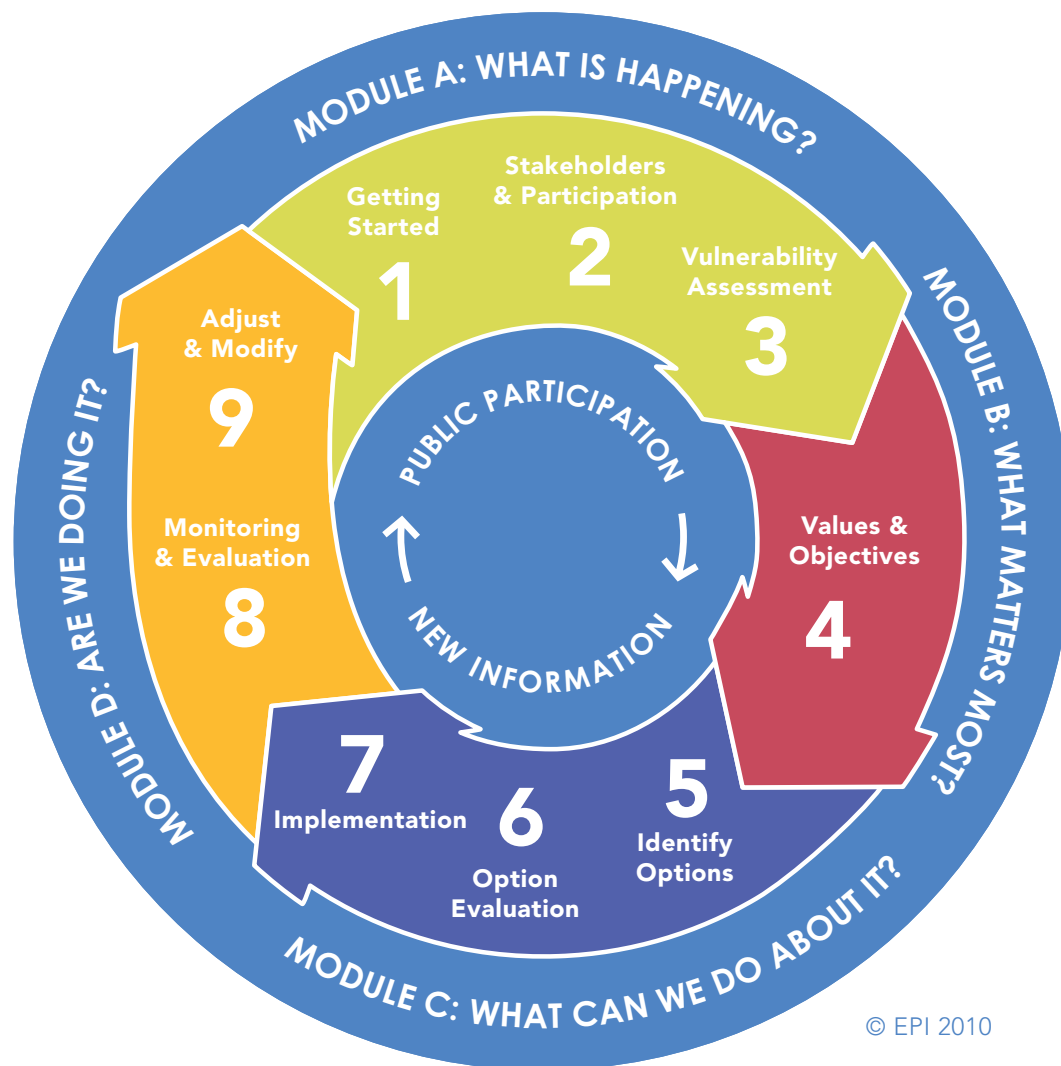 MODULE A: WHAT IS HAPPENING?
Getting
Started
1
Stakeholders
& Participation
2
Vulnerability
Assessment
3
MODULE B: WHAT MATTERS MOST?
Values &
Objectives
4
MODULE C: WHAT CAN WE DO ABOUT IT?
5
Identify
Options
6
Option
Evaluation
7
Implementation
MODULE D: ARE WE DOING IT?
Monitoring
& Evaluation
8
Adjust
& Modify
9
PUBLIC PARTICIPATION
NEW INFORMATION
© EPI 2010